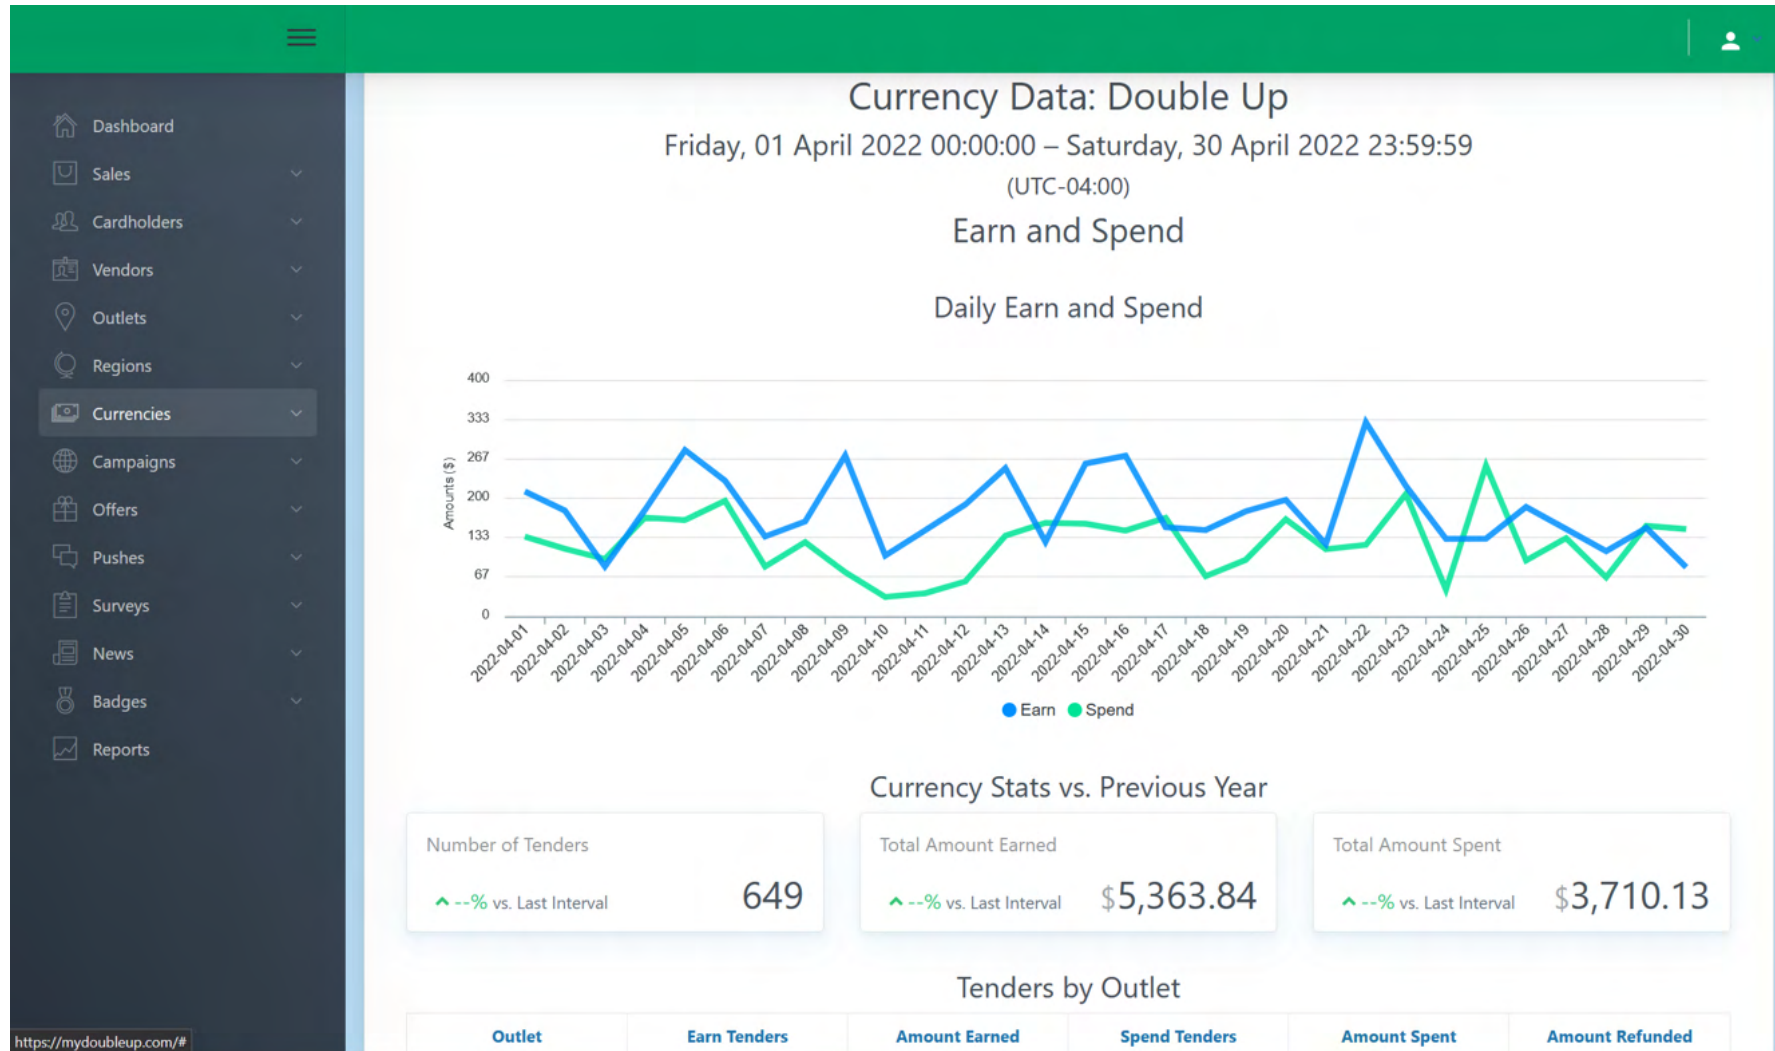 Dashboard
Sales
Cardholders
Vendors
Outlets
Regions
Currencies
Campaigns
Offers
Pushes
Surveys
News
Badges
Reports
https://mydoubleup.com/#
Currency Data: Double Up
Friday, 01 April 2022 00:00:00 – Saturday, 30 April 2022 23:59:59
(UTC-04:00)
Earn and Spend
Daily Earn and Spend
Amounts ($)
400
333
267
200
133
67
0
2022-04-01
2022-04-02
2022-04-03
2022-04-04
2022-04-05
2022-04-06
2022-04-07
2022-04-08
2022-04-09
2022-04-10
2022-04-11
2022-04-12
2022-04-13
2022-04-14
2022-04-15
2022-04-16
2022-04-17
2022-04-18
2022-04-19
2022-04-20
2022-04-21
2022-04-22
2022-04-23
2022-04-24
2022-04-25
2022-04-26
2022-04-27
2022-04-28
2022-04-29
2022-04-30
Earn Spend
Currency Stats vs. Previous Year
Number of Tenders
--% vs. Last Interval 649
Total Amount Earned
--% vs. Last Interval $5,363.84
Total Amount Spent
--% vs. Last Interval $3,710.13
Tenders by Outlet
Outlet Earn Tenders Amount Earned Spend Tenders Amount Spent Amount Refunded